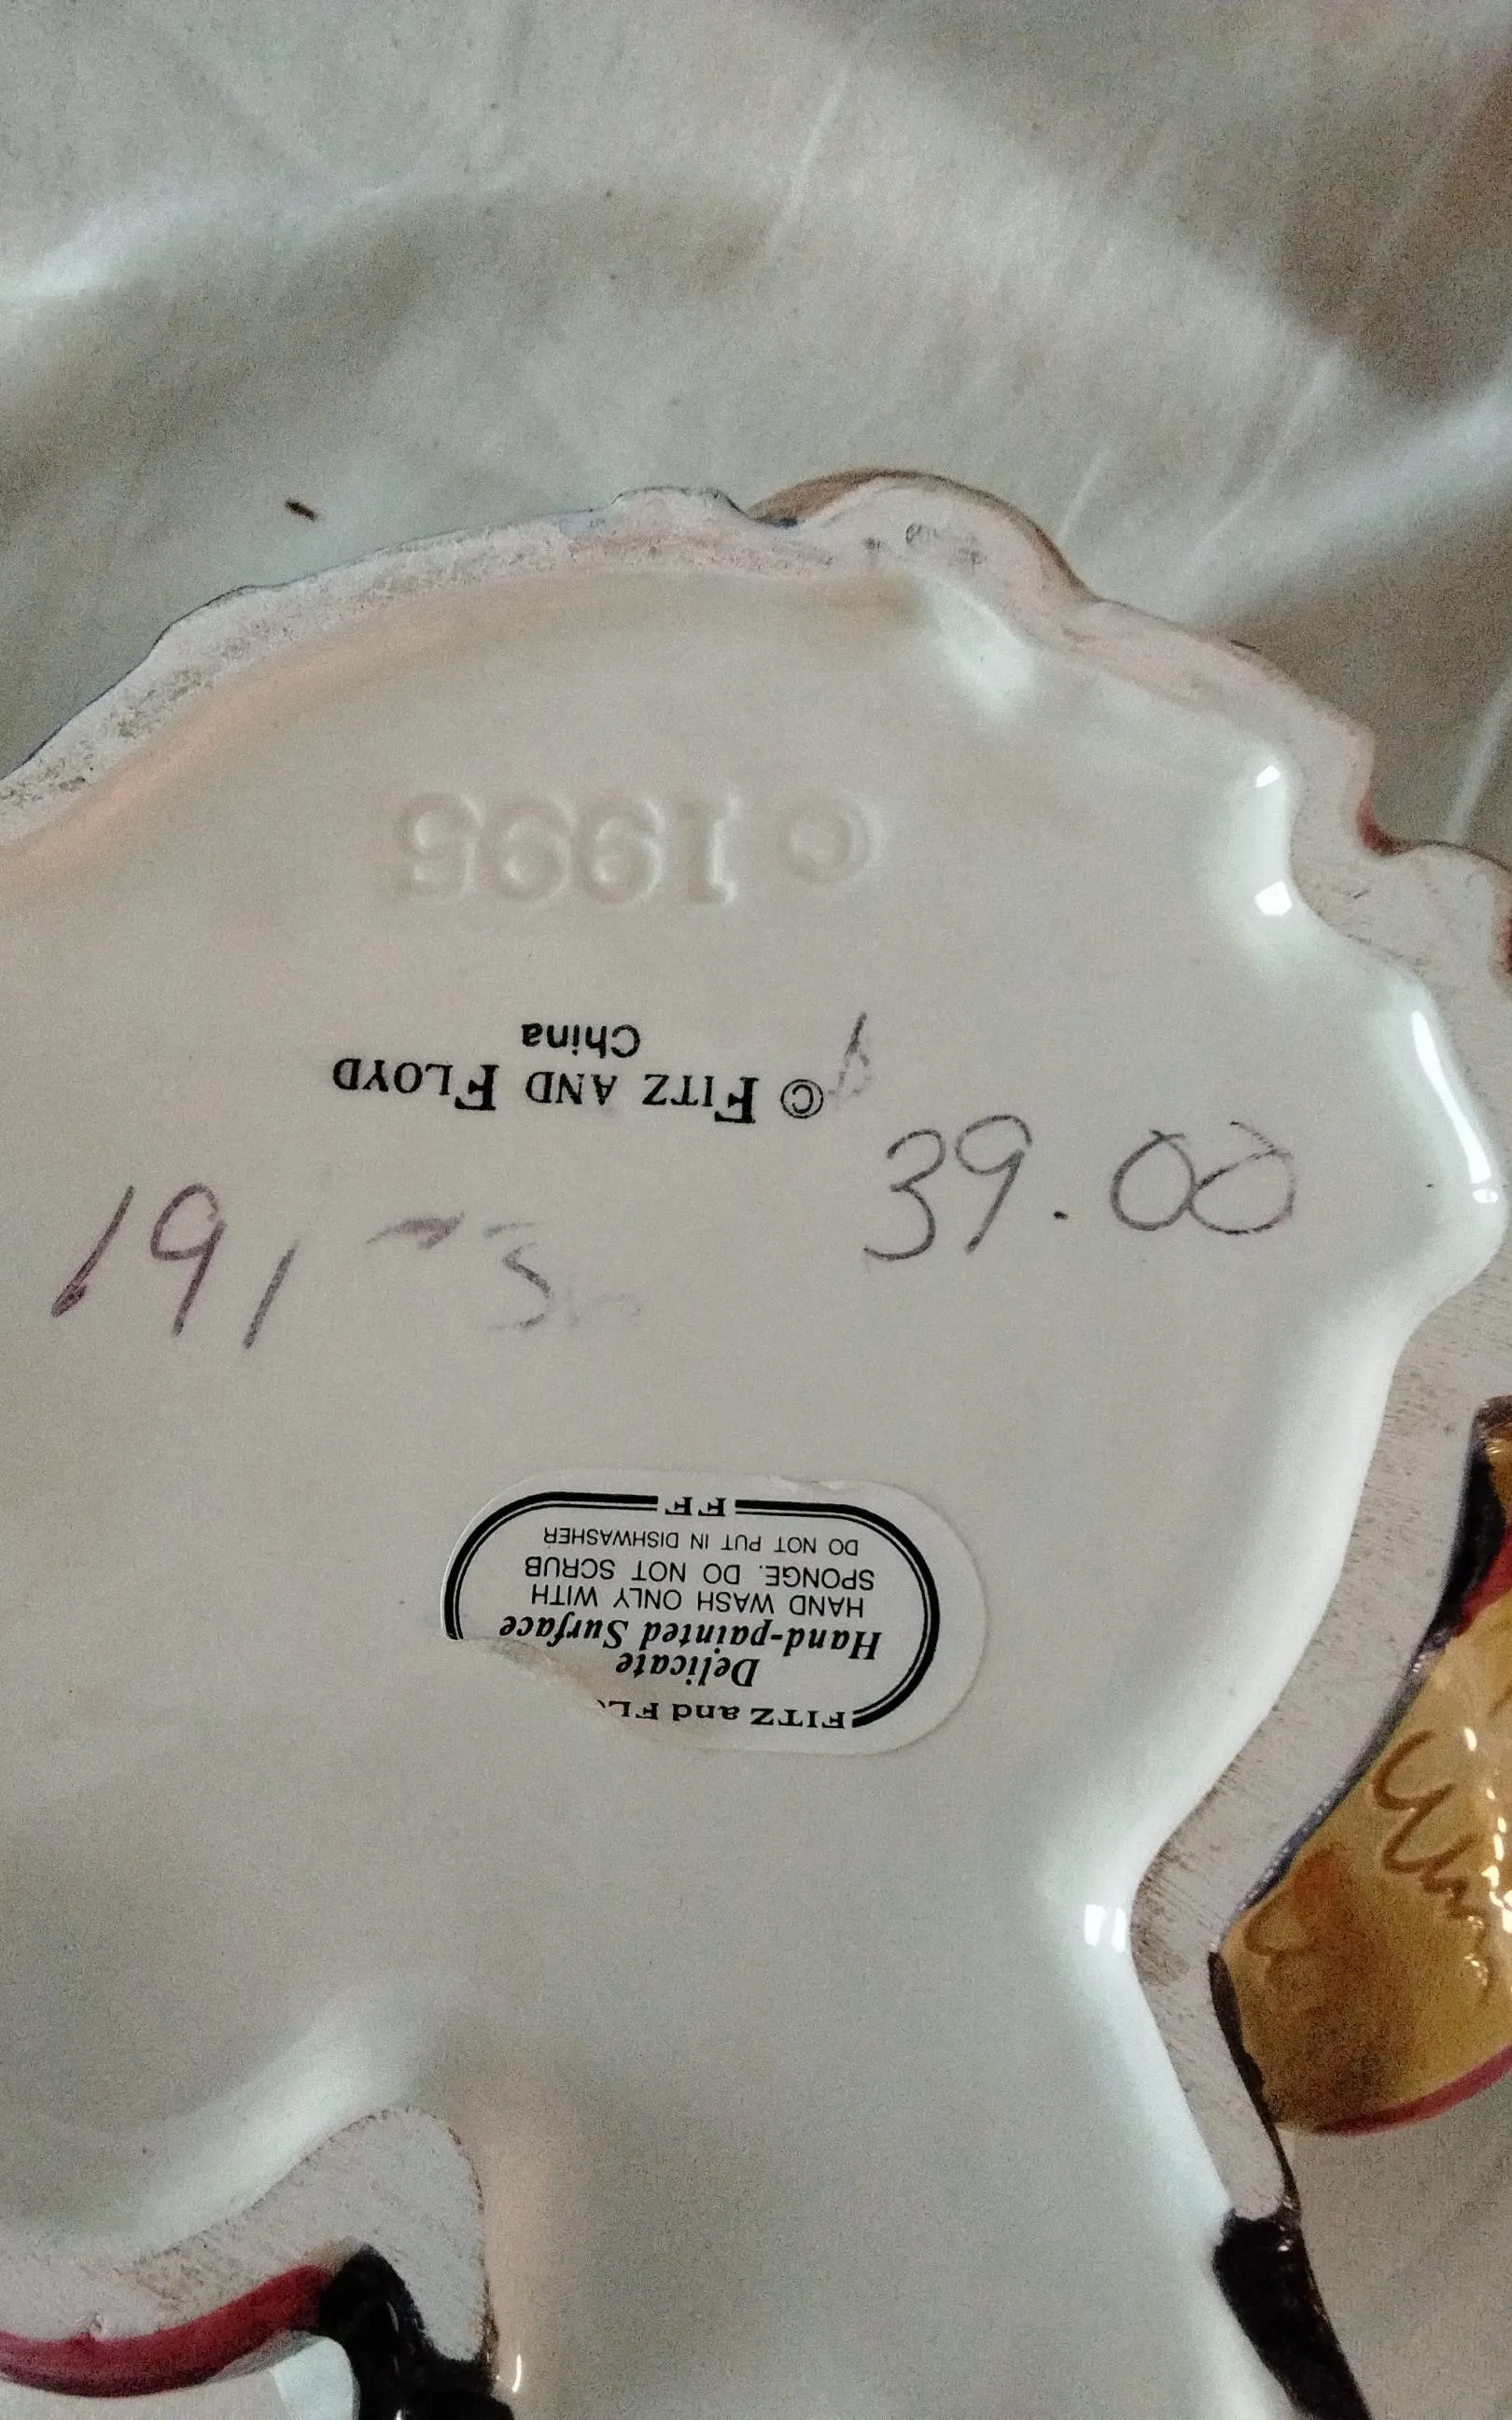 © 1995
© FITZ AND FLOYD
China
39.00
191
FITZ and
Delicate
Hand-painted Surface
HAND WASH ONLY WITH
SPONGE. DO NOT SCRUB
DO NOT PUT IN DISHWASHER
FF